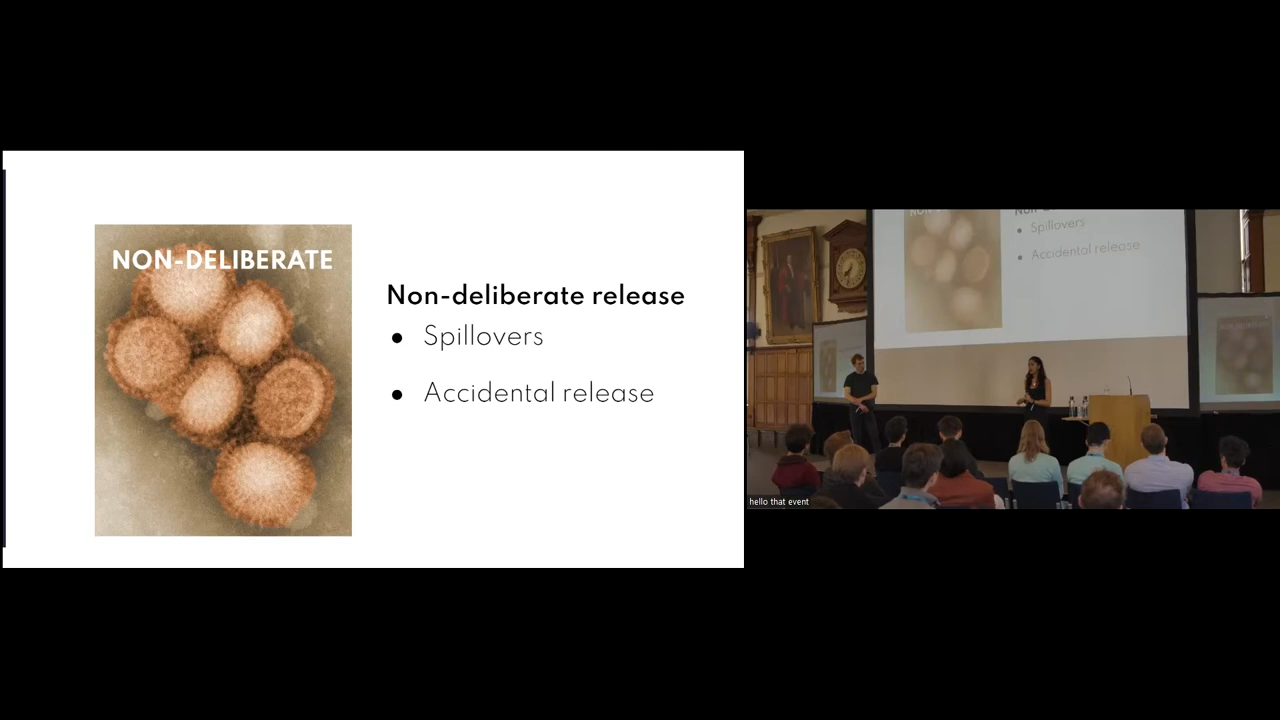 NON-DELIBERATE
Non-deliberate release
● Spillovers
● Accidental release
Spillovers
Accidental release
hello that event